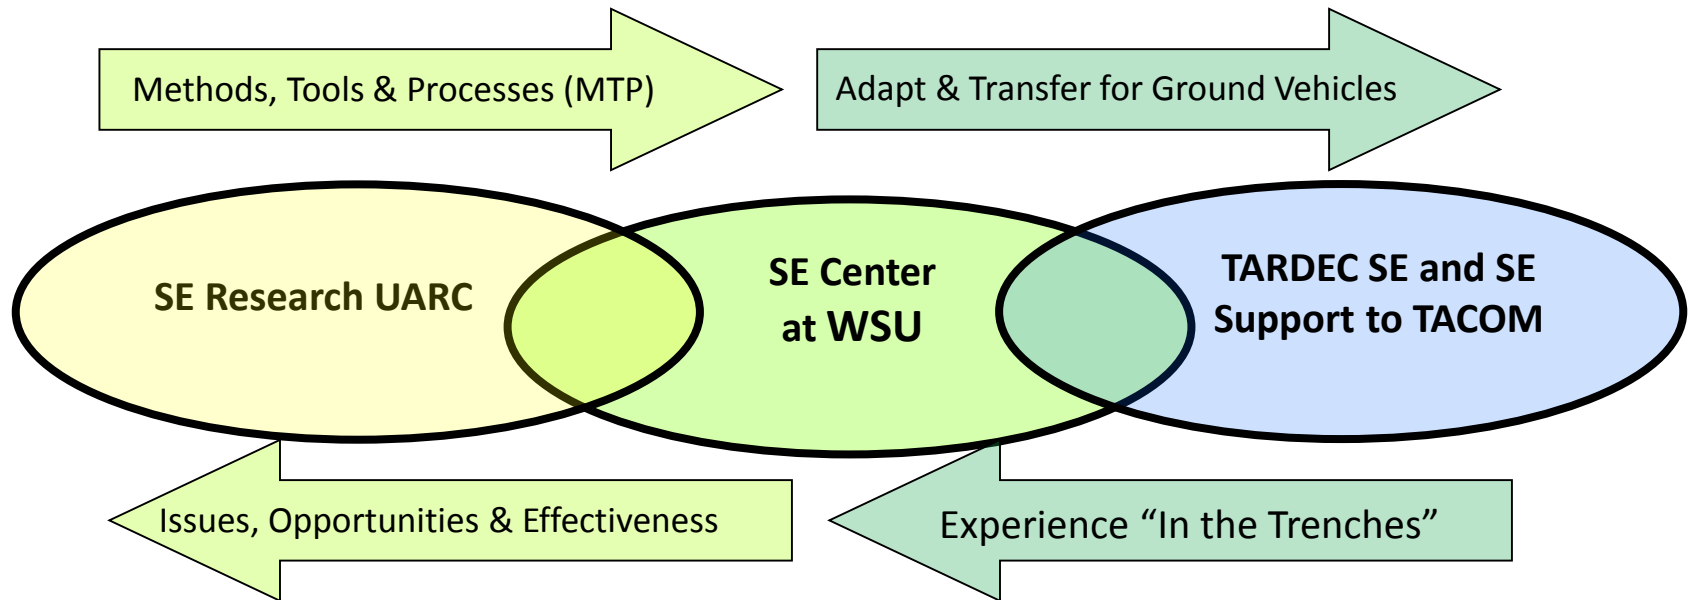 Methods, Tools & Processes (MTP)
Adapt & Transfer for Ground Vehicles
SE Research UARC
SE Center
at WSU
TARDEC SE and SE
Support to TACOM
Issues, Opportunities & Effectiveness
Experience “In the Trenches”